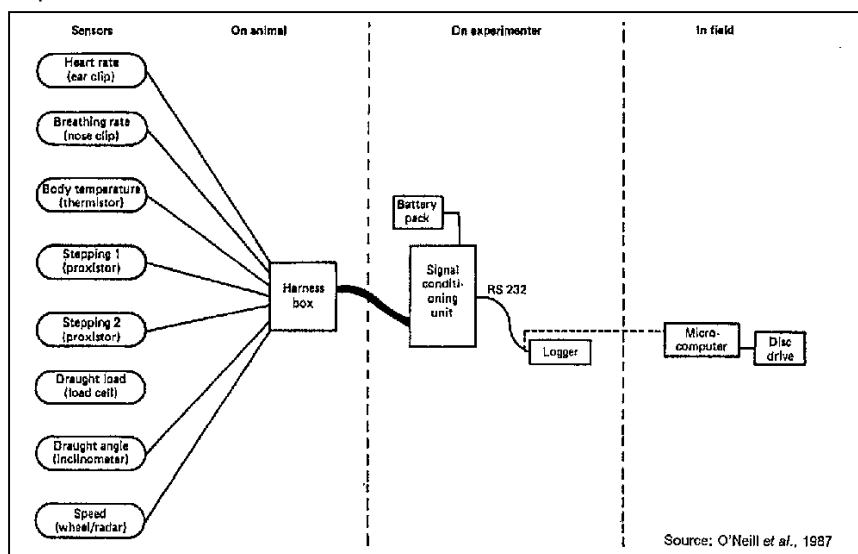 Sensors
On animal
On experimenter
In field
Heart rate
(ear clip)
Breathing rate
(nose clip)
Body temperature
(thermistor)
Stepping 1
(proxistor)
Stepping 2
(proxistor)
Draught load
(load cell)
Draught angle
(inclinometer)
Speed
(wheel/radar)
Harness
box
Battery
pack
Signal
conditi-
oning
unit
RS 232
Logger
Micro-
computer
Disc
drive
Source: O'Neill et al., 1987